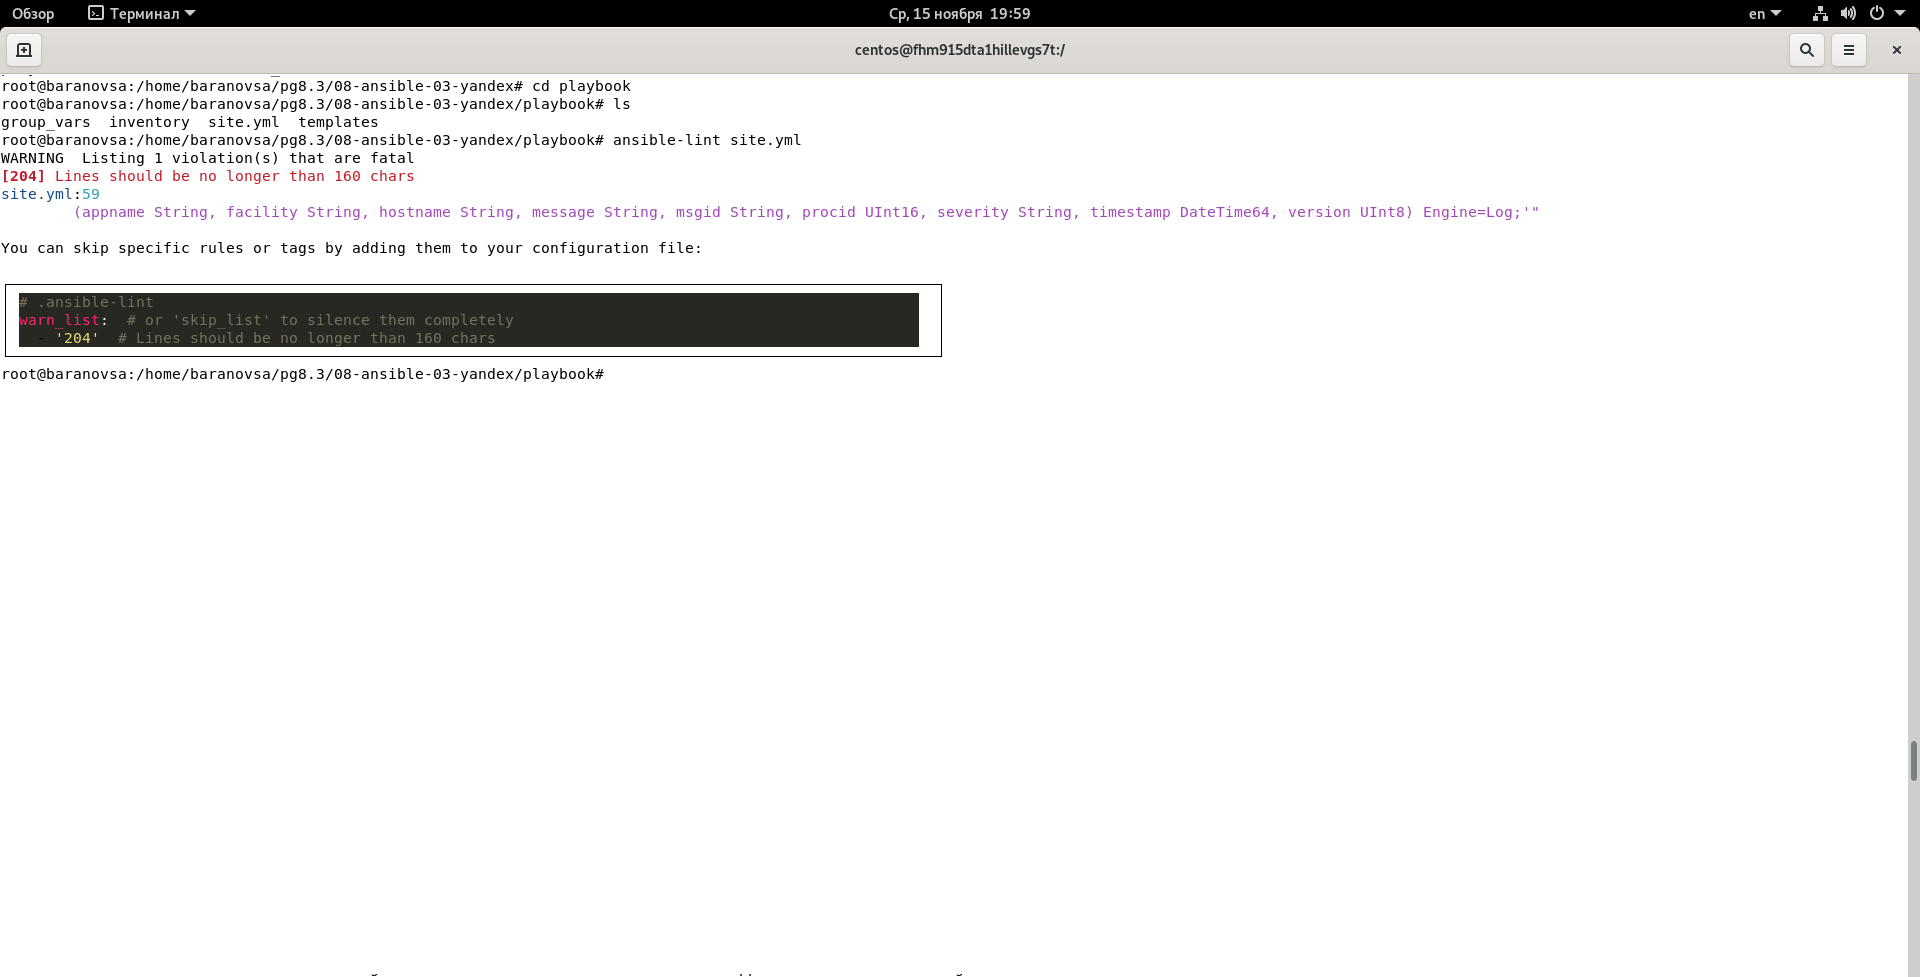 Обзор Терминал Ср, 15 ноября 19:59 en
centos@fhm915dta1hillevgs7t:/
root@baranovsa:/home/baranovsa/pg8.3/08-ansible-03-yandex# cd playbook
root@baranovsa:/home/baranovsa/pg8.3/08-ansible-03-yandex/playbook# ls
group_vars  inventory  site.yml  templates
root@baranovsa:/home/baranovsa/pg8.3/08-ansible-03-yandex/playbook# ansible-lint site.yml
WARNING  Listing 1 violation(s) that are fatal
[204] Lines should be no longer than 160 chars
site.yml:59
        (appname String, facility String, hostname String, message String, msgid String, procid UInt16, severity String, timestamp DateTime64, version UInt8) Engine=Log;'"
You can skip specific rules or tags by adding them to your configuration file:
# .ansible-lint
warn_list:  # or 'skip_list' to silence them completely
  - '204'  # Lines should be no longer than 160 chars
root@baranovsa:/home/baranovsa/pg8.3/08-ansible-03-yandex/playbook#